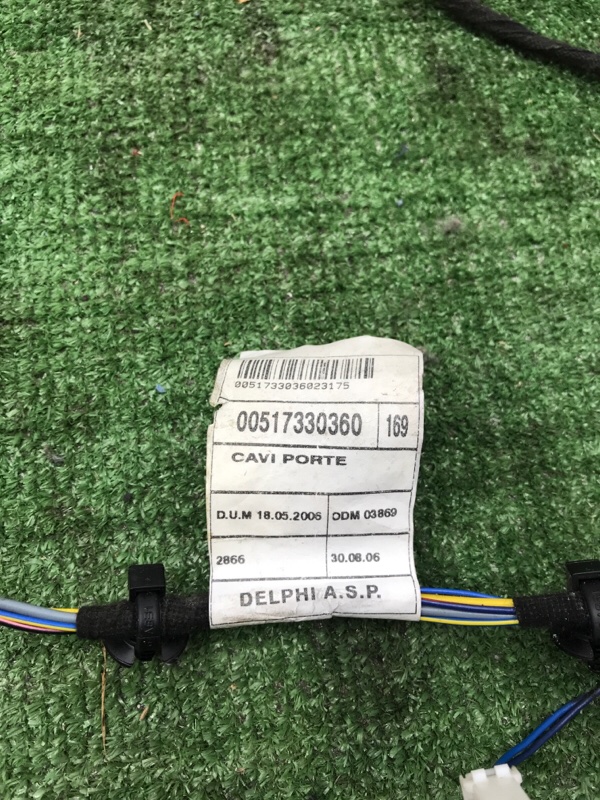 0051733036023175
00517330360 169
CAVI PORTE
D.U.M 18.05.2006 ODM 03869
2866 30.08.06
DELPHI A.S.P.